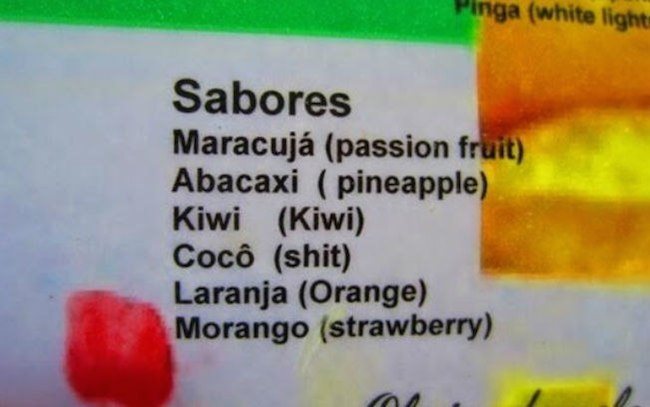 Pinga (white light
Sabores
Maracujá (passion fruit)
Abacaxi ( pineapple)
Kiwi (Kiwi)
Cocô (shit)
Laranja (Orange)
Morango (strawberry)